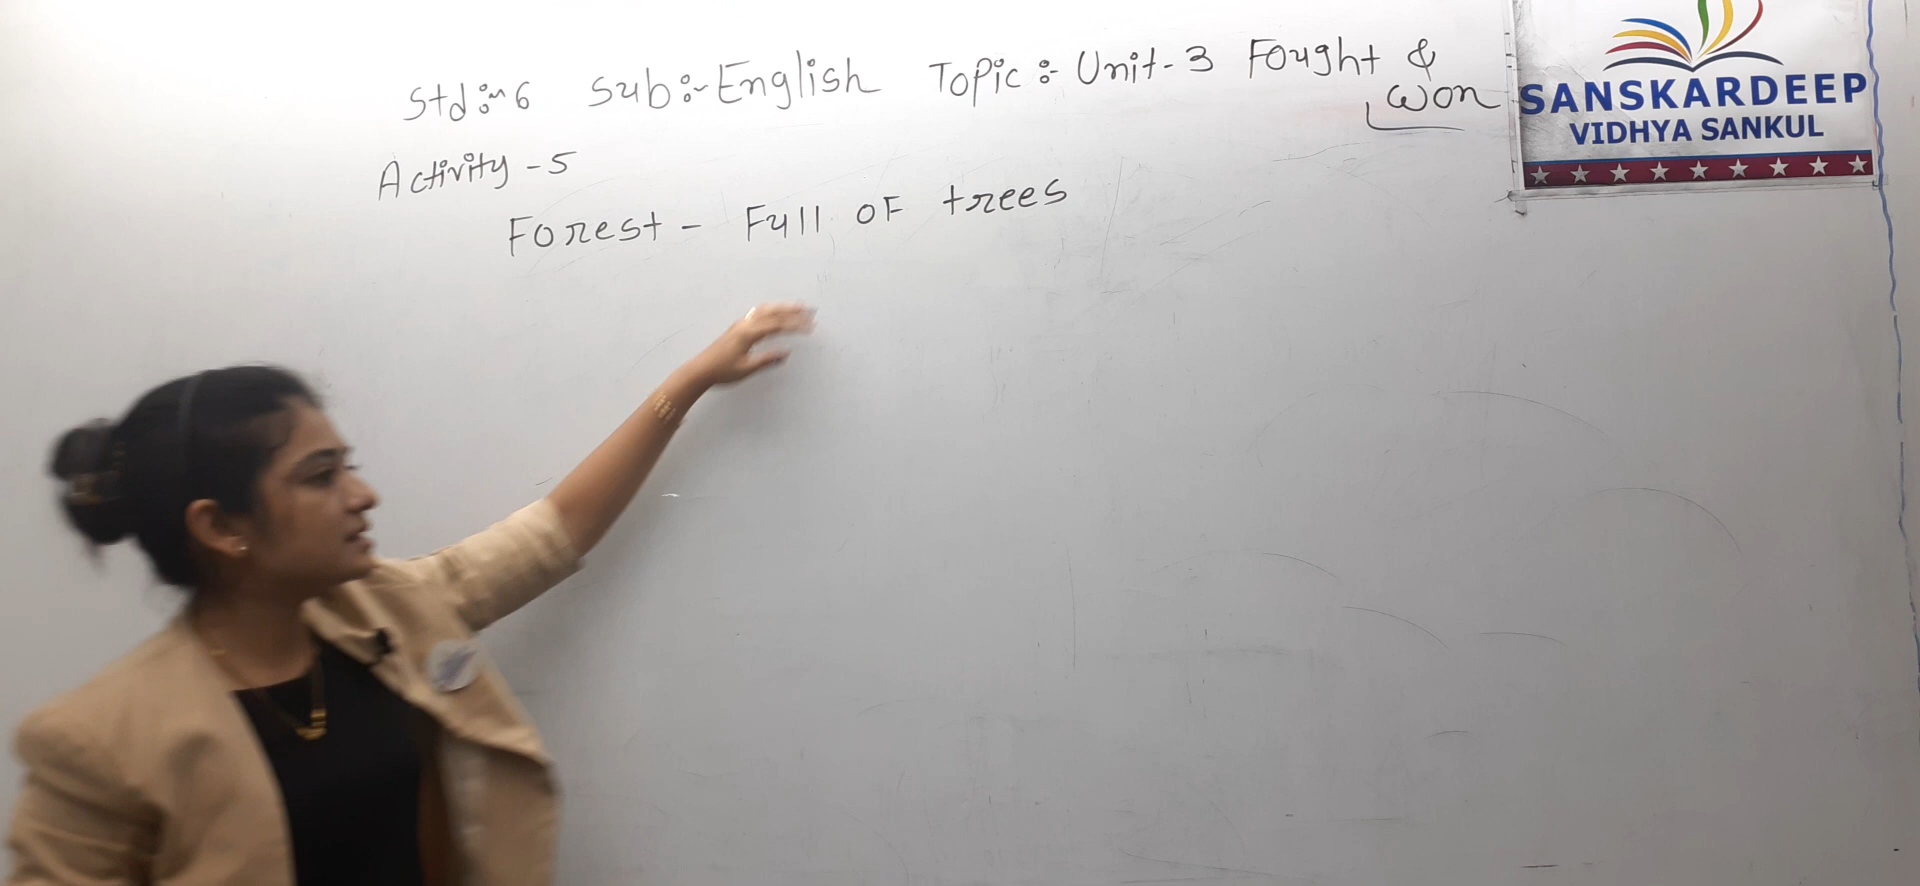 Std :- 6 Sub :- English Topic :- Unit - 3 Fought &
Won
Activity - 5
Forest - Full of trees
SANSKARDEEP
VIDHYA SANKUL